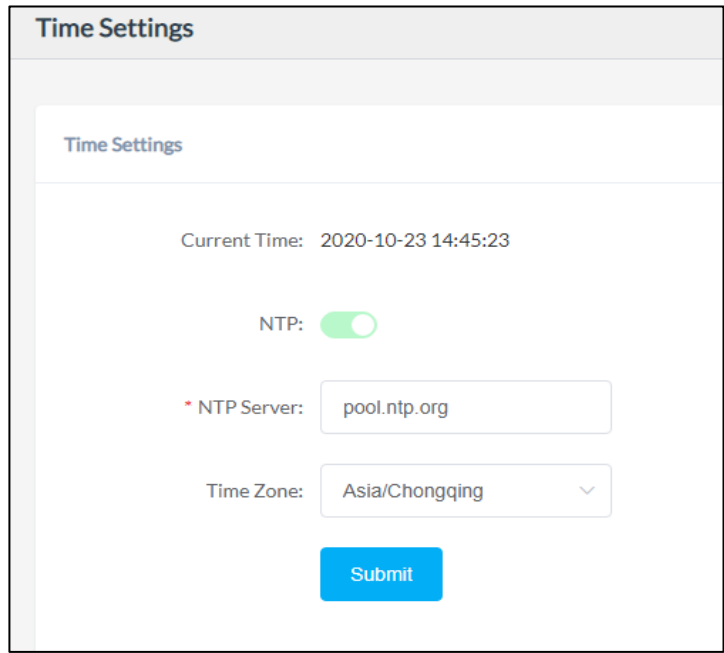 Time Settings
Time Settings
Current Time: 2020-10-23 14:45:23
NTP:
* NTP Server: pool.ntp.org
Time Zone: Asia/Chongqing
Submit